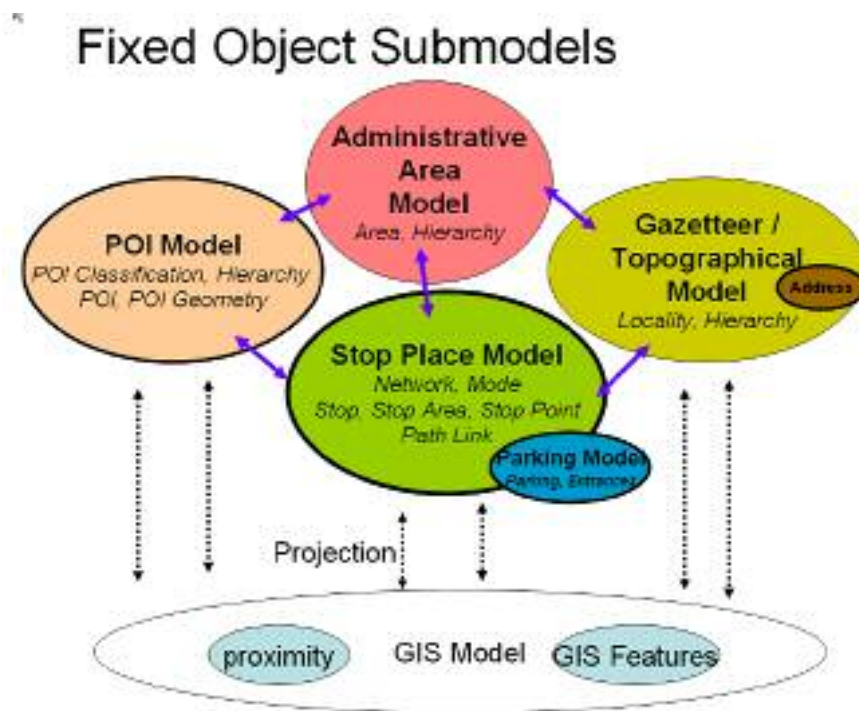 Fixed Object Submodels
Administrative
Area
Model
Area, Hierarchy
POI Model
POI Classification, Hierarchy
POI, POI Geometry
Gazetteer /
Topographical
Model
Address
Locality, Hierarchy
Stop Place Model
Network, Mode
Stop, Stop Area, Stop Point
Path Link
Parking Model
Parking, Entrances
Projection
proximity
GIS Model
GIS Features